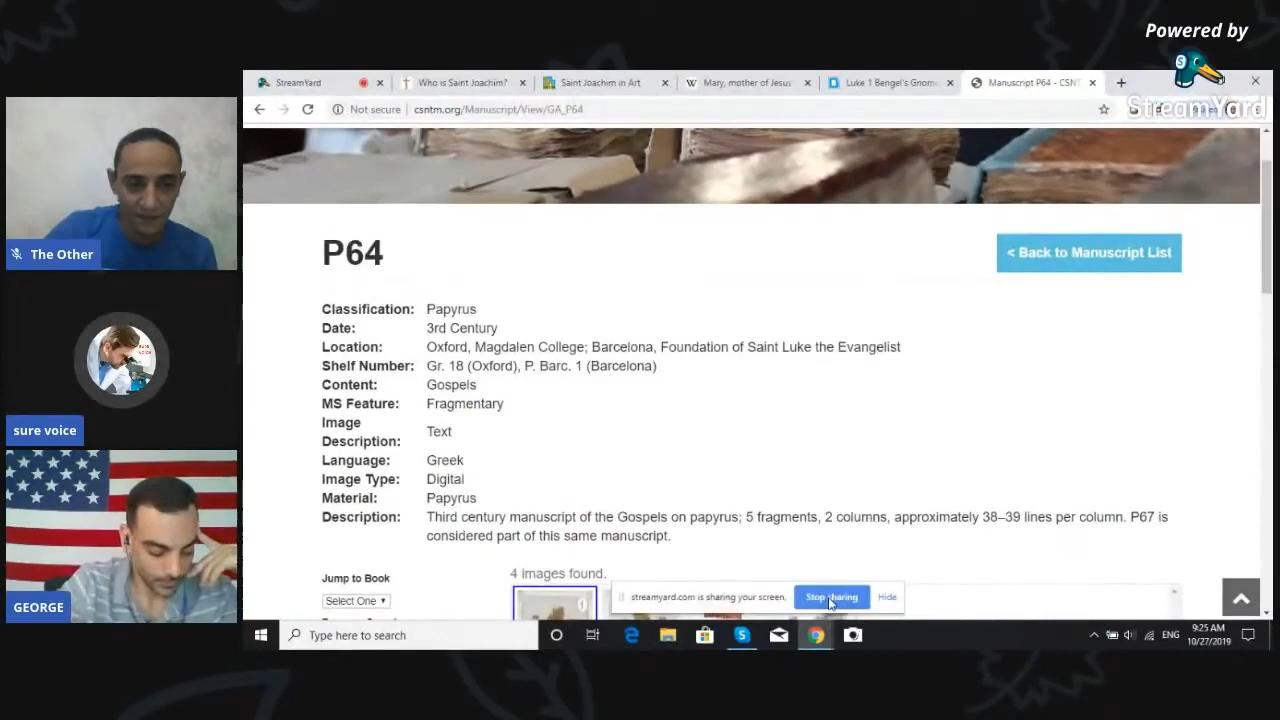 Powered by
StreamYard
StreamYard
Who is Saint Joachim?
Saint Joachim in Art
Mary, mother of Jesus
Luke 1 Bengel's Gnom
Manuscript P64 - CSN
Not secure
csntm.org/Manuscript/View/GA_P64
P64
< Back to Manuscript List
Classification: Papyrus
Date: 3rd Century
Location: Oxford, Magdalen College; Barcelona, Foundation of Saint Luke the Evangelist
Shelf Number: Gr. 18 (Oxford), P. Barc. 1 (Barcelona)
Content: Gospels
MS Feature: Fragmentary
Image
Description: Text
Language: Greek
Image Type: Digital
Material: Papyrus
Description: Third century manuscript of the Gospels on papyrus; 5 fragments, 2 columns, approximately 38–39 lines per column. P67 is
considered part of this same manuscript.
Jump to Book
Select One
4 images found.
streamyard.com is sharing your screen.
Stop sharing
Hide
Type here to search
ENG
9:25 AM
10/27/2019
The Other
sure voice
sure voice
GEORGE